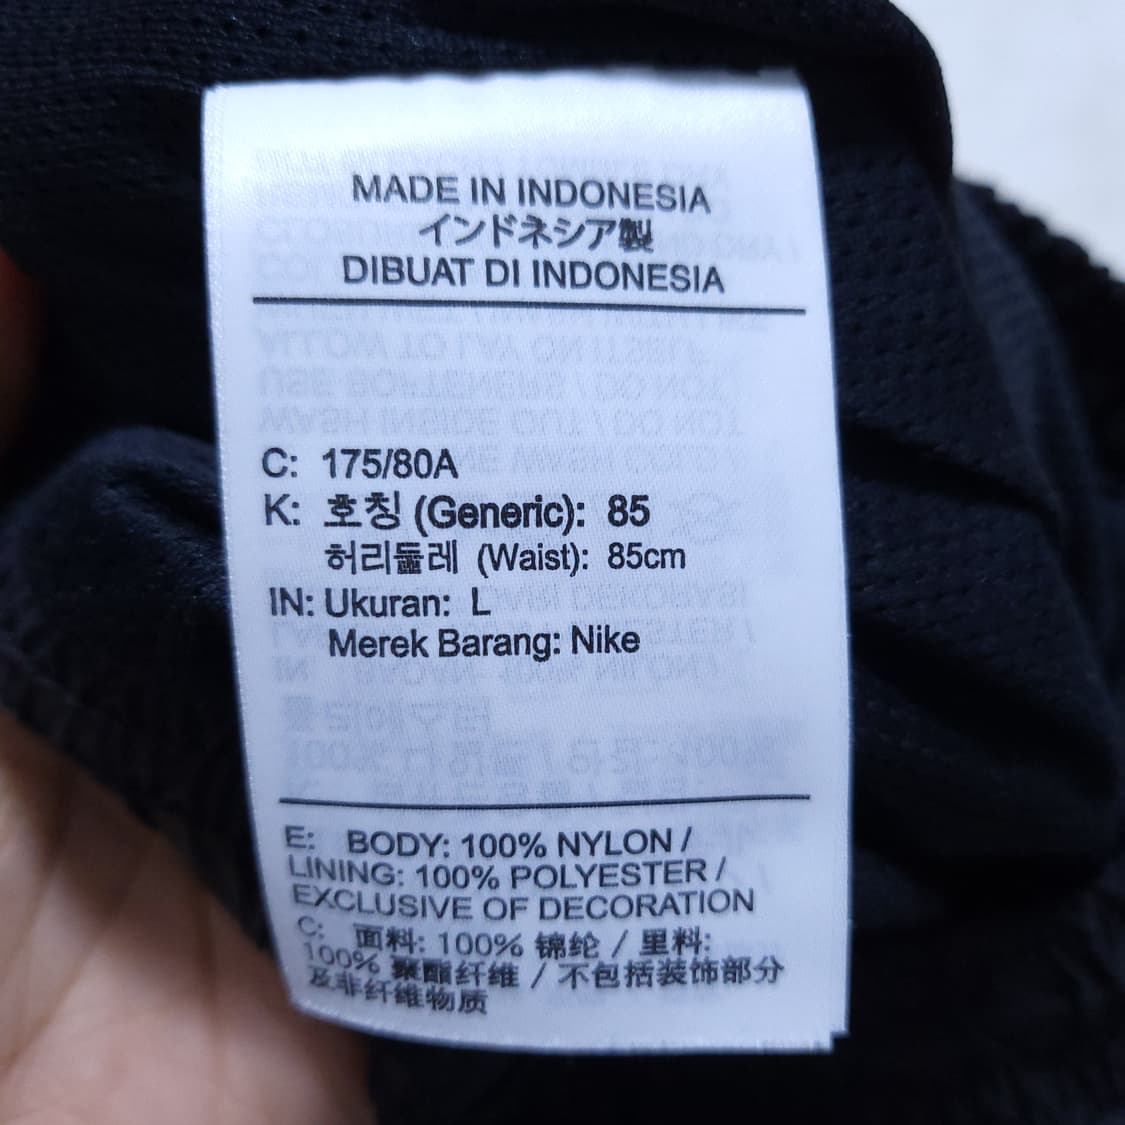 MADE IN INDONESIA
インドネシア製
DIBUAT DI INDONESIA
C: 175/80A
K: 호칭 (Generic): 85
허리둘레 (Waist): 85cm
IN: Ukuran: L
Merek Barang: Nike
E: BODY: 100% NYLON /
LINING: 100% POLYESTER /
EXCLUSIVE OF DECORATION
C: 面料: 100% 锦纶 / 里料:
100% 聚酯纤维 / 不包括装饰部分
及非纤维物质